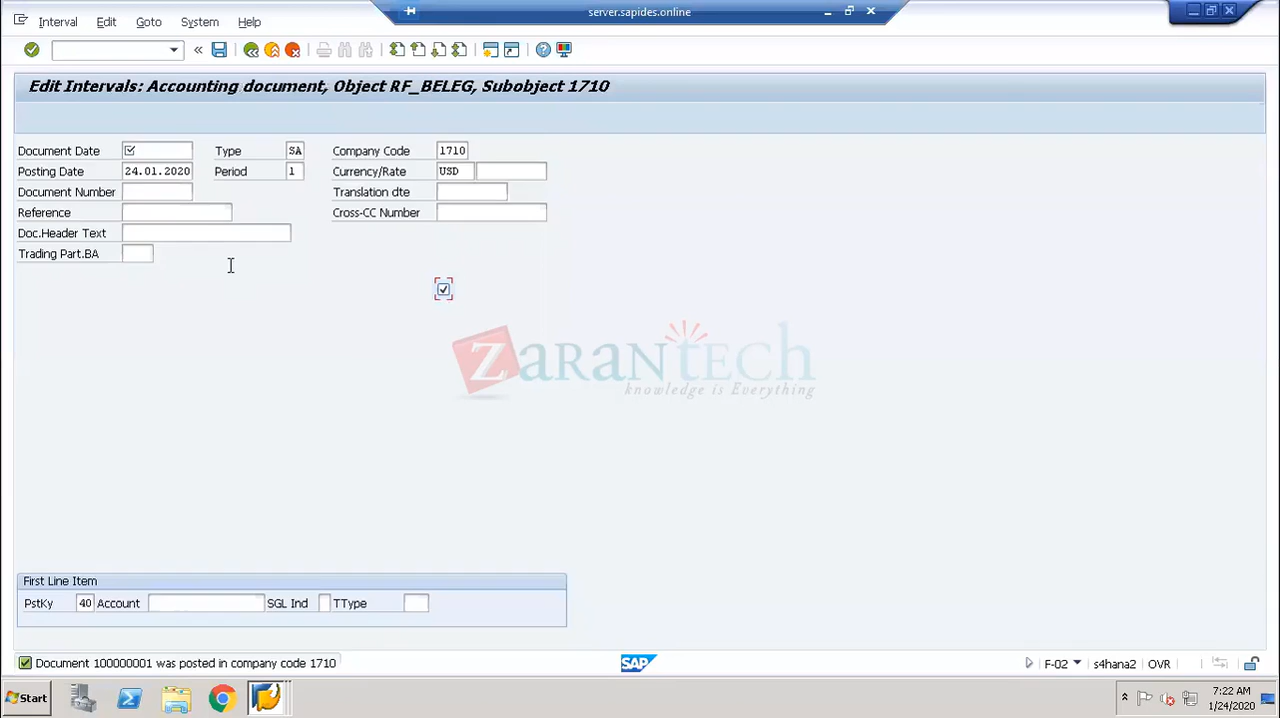 server.sapides.online
Interval Edit Goto System Help
Edit Intervals: Accounting document, Object RF_BELEG, Subobject 1710
Document Date Type SA Company Code 1710
Posting Date 24.01.2020 Period 1 Currency/Rate USD
Document Number Translation dte
Reference Cross-CC Number
Doc.Header Text
Trading Part.BA
ZaranTech
knowledge is Everything
First Line Item
PstKy 40 Account SGL Ind TType
Document 100000001 was posted in company code 1710
SAP
F-02 s4hana2 OVR
Start
7:22 AM
1/24/2020